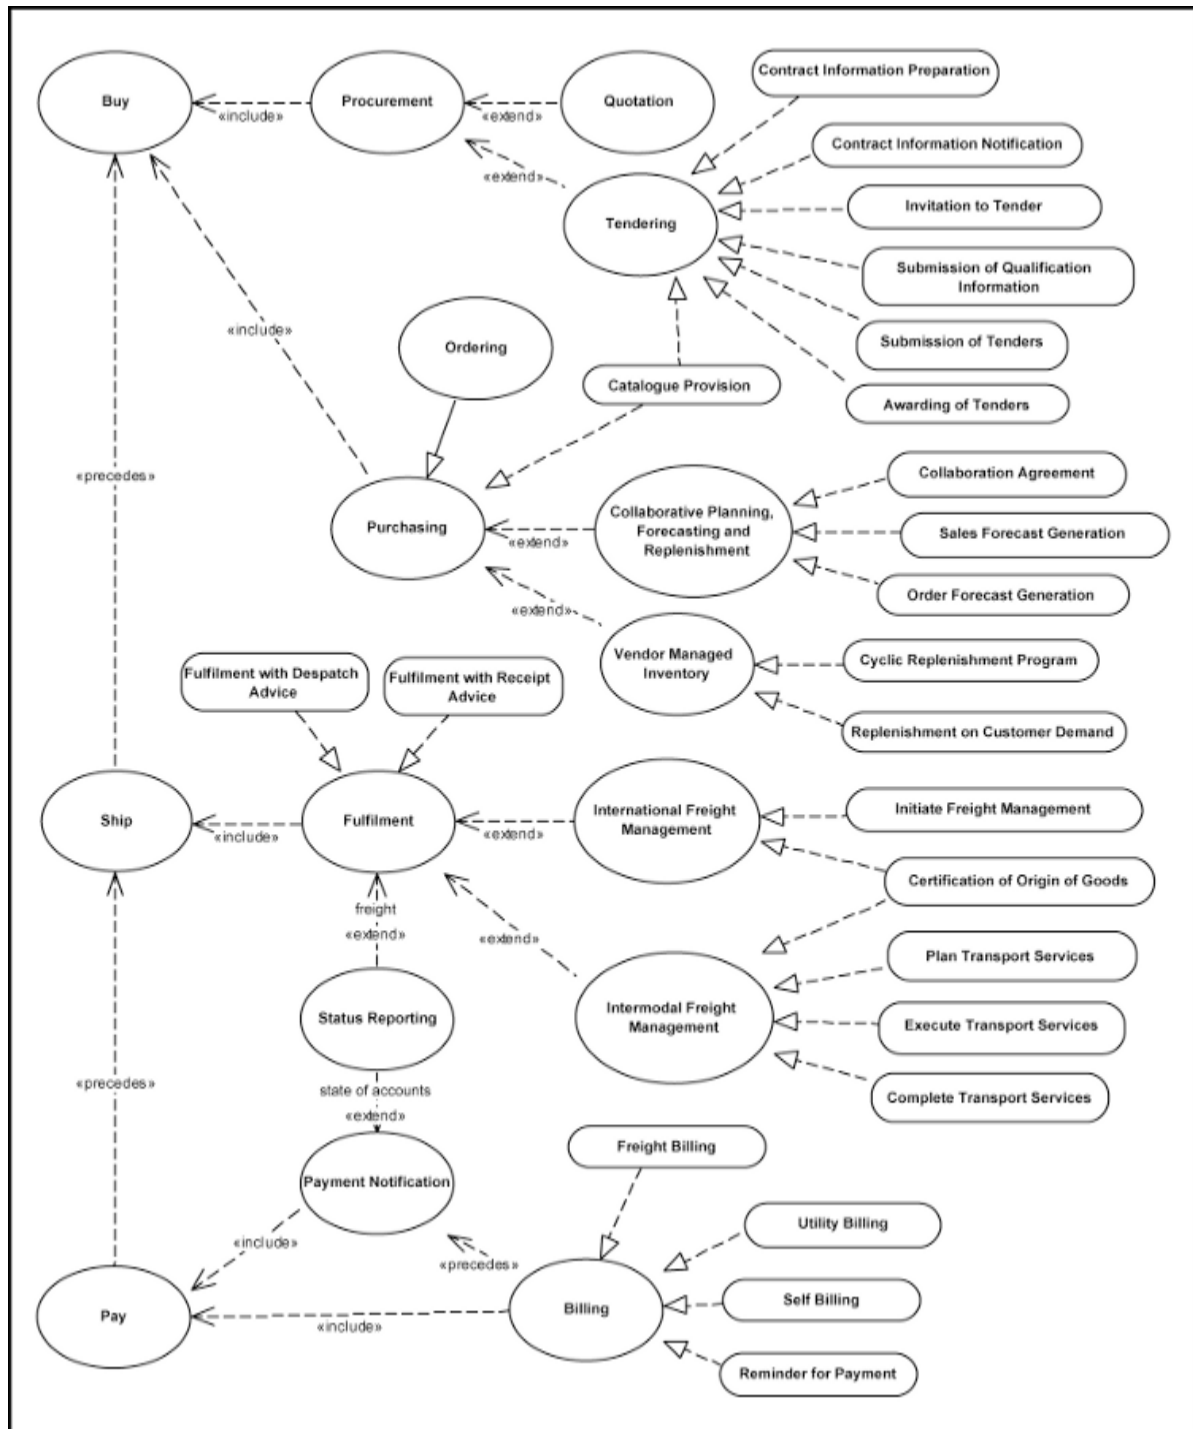 Contract Information Preparation
Buy
Procurement
Quotation
«include»
«extend»
Contract Information Notification
«extend»
Invitation to Tender
Tendering
Submission of Qualification
Information
«include»
Ordering
Submission of Tenders
Catalogue Provision
Awarding of Tenders
«precedes»
Collaboration Agreement
Purchasing
Collaborative Planning,
Forecasting and
Replenishment
«extend»
Sales Forecast Generation
Order Forecast Generation
«extend»
Vendor Managed
Inventory
Cyclic Replenishment Program
Fulfilment with Despatch
Advice
Fulfilment with Receipt
Advice
Replenishment on Customer Demand
Ship
Fulfilment
International Freight
Management
Initiate Freight Management
«include»
«extend»
Certification of Origin of Goods
freight
«extend»
«extend»
Plan Transport Services
Status Reporting
Intermodal Freight
Management
Execute Transport Services
«precedes»
state of accounts
«extend»
Complete Transport Services
Freight Billing
Payment Notification
Utility Billing
«include»
«precedes»
Pay
Billing
Self Billing
«include»
Reminder for Payment